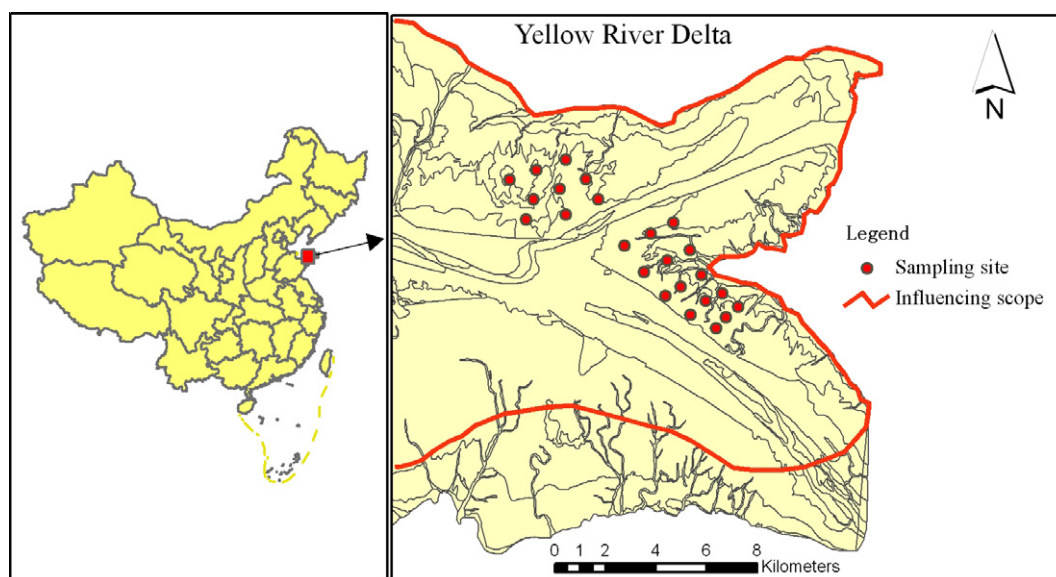 Yellow River Delta
N
Legend
Sampling site
Influencing scope
0 1 2 4 6 8
Kilometers